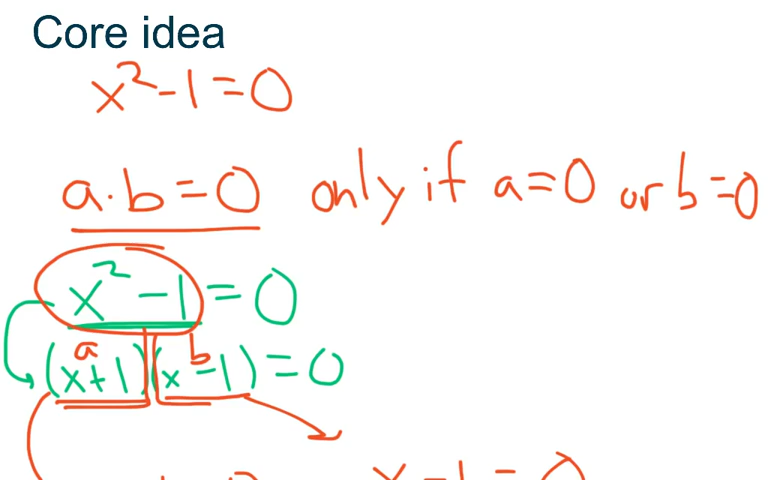 Core idea
x²-1=0
a·b=0 only if a=0 or b=0
x²-1=0
a b
(x+1)(x-1)=0
x-1=0